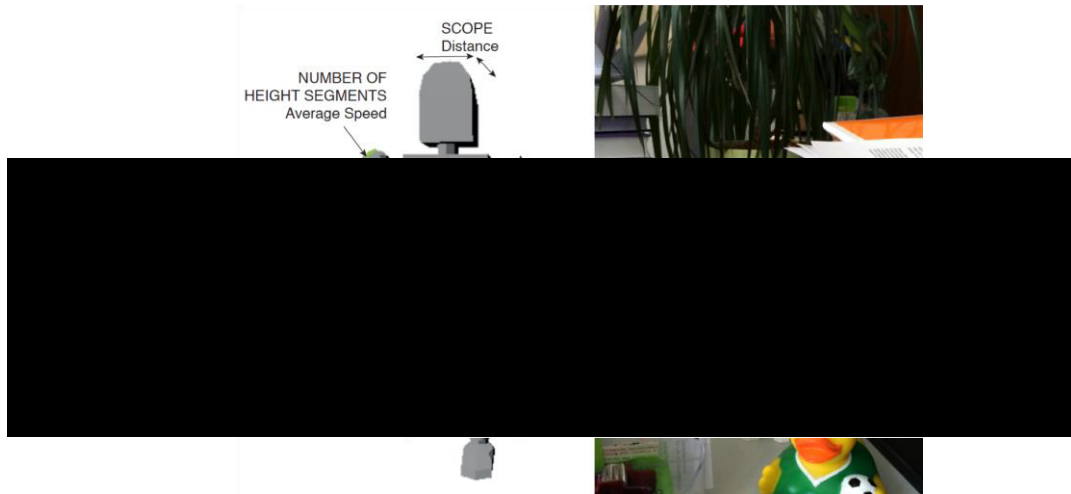 SCOPE
Distance
NUMBER OF
HEIGHT SEGMENTS
Average Speed